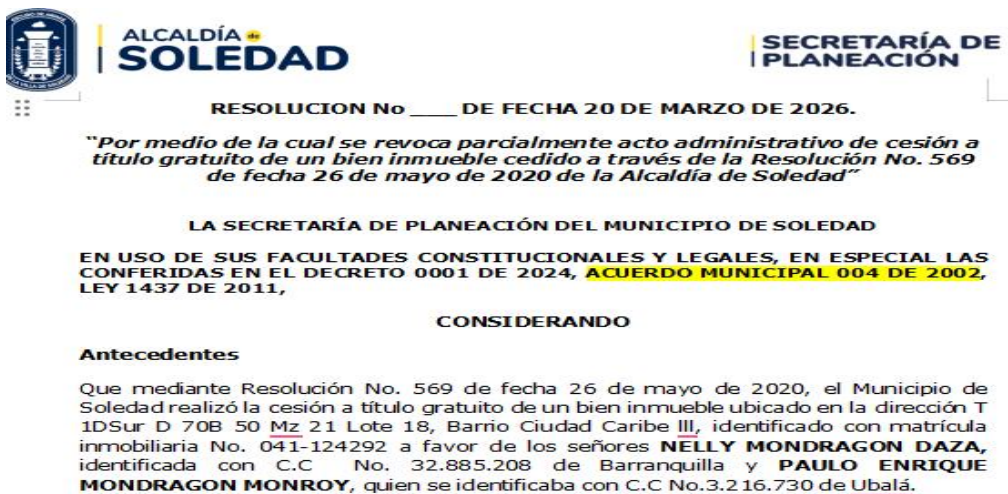 ALCALDÍA de
SOLEDAD
SECRETARÍA DE
PLANEACIÓN
RESOLUCION No ___ DE FECHA 20 DE MARZO DE 2026.
“Por medio de la cual se revoca parcialmente acto administrativo de cesión a
título gratuito de un bien inmueble cedido a través de la Resolución No. 569
de fecha 26 de mayo de 2020 de la Alcaldía de Soledad”
LA SECRETARÍA DE PLANEACIÓN DEL MUNICIPIO DE SOLEDAD
EN USO DE SUS FACULTADES CONSTITUCIONALES Y LEGALES, EN ESPECIAL LAS
CONFERIDAS EN EL DECRETO 0001 DE 2024, ACUERDO MUNICIPAL 004 DE 2002,
LEY 1437 DE 2011,
CONSIDERANDO
Antecedentes
Que mediante Resolución No. 569 de fecha 26 de mayo de 2020, el Municipio de
Soledad realizó la cesión a título gratuito de un bien inmueble ubicado en la dirección T
1DSur D 70B 50 Mz 21 Lote 18, Barrio Ciudad Caribe lll, identificado con matrícula
inmobiliaria No. 041-124292 a favor de los señores NELLY MONDRAGON DAZA,
identificada con C.C No. 32.885.208 de Barranquilla y PAULO ENRIQUE
MONDRAGON MONROY, quien se identificaba con C.C No.3.216.730 de Ubalá.